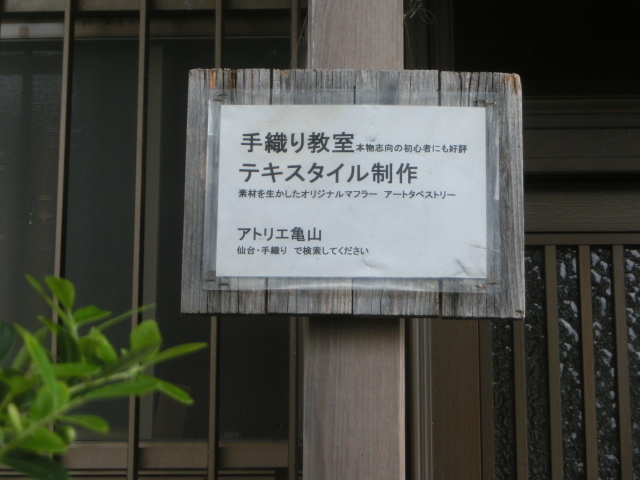 手織り教室 本物志向の初心者にも好評
テキスタイル制作
素材を生かしたオリジナルマフラー アートタペストリー
アトリエ亀山
仙台・手織り で検索してください